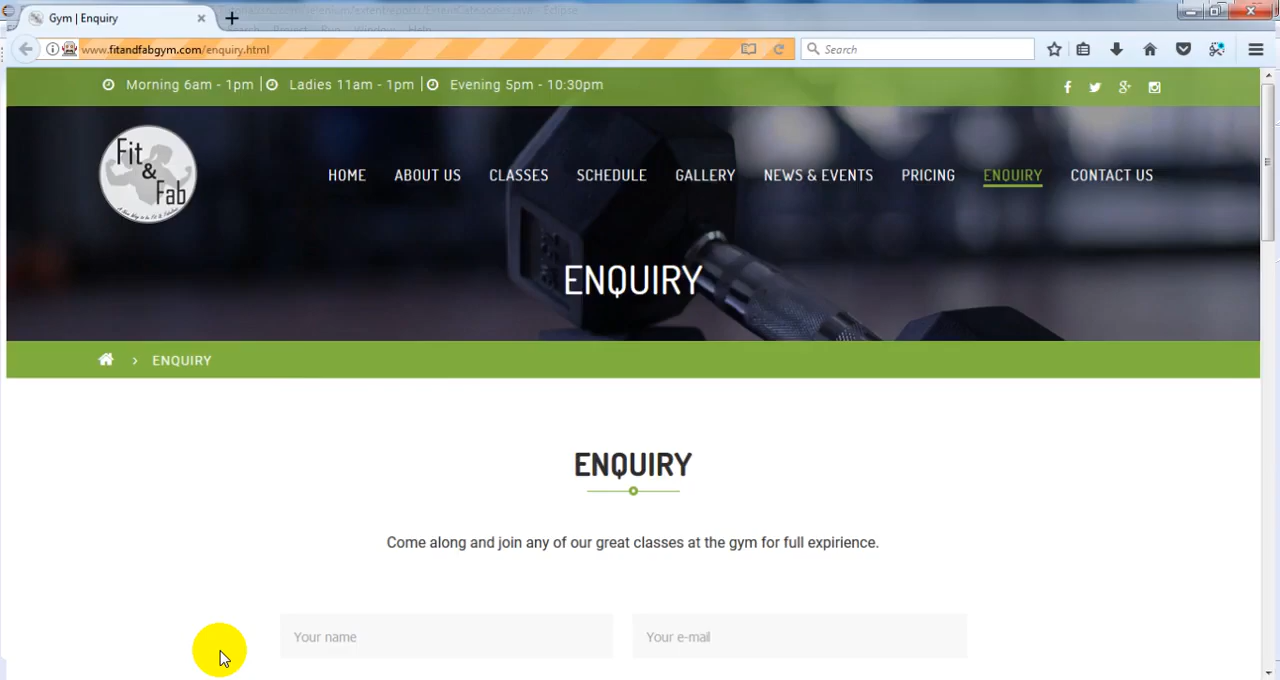 Gym | Enquiry
www.fitandfabgym.com/enquiry.html
Search
Morning 6am - 1pm | Ladies 11am - 1pm | Evening 5pm - 10:30pm
Fit
&
Fab
HOME ABOUT US CLASSES SCHEDULE GALLERY NEWS & EVENTS PRICING ENQUIRY CONTACT US
ENQUIRY
ENQUIRY
ENQUIRY
Come along and join any of our great classes at the gym for full expirience.
Your name
Your e-mail